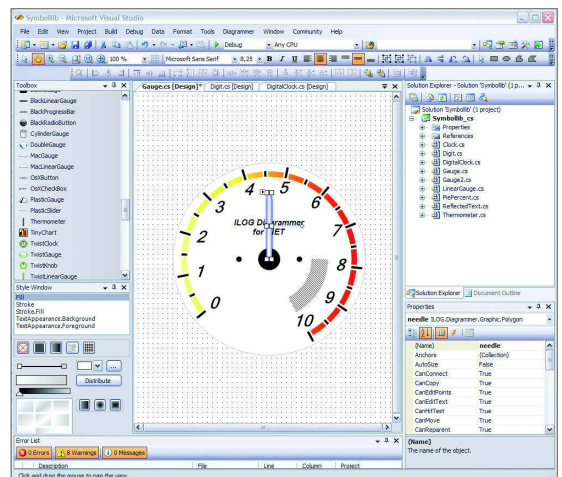 Symbollib - Microsoft Visual Studio
File Edit View Project Build Debug Data Format Tools Diagrammer Window Community Help
Debug Any CPU
100 % Microsoft Sans Serif 8,25 B I U
Toolbox
BlackLinearGauge
BlackProgressBar
BlackRadioButton
CylinderGauge
DoubleGauge
MacGauge
MacLinearGauge
OsXButton
OsXCheckBox
PlasticGauge
PlasticSlider
Thermometer
TinyChart
TwistClock
TwistGauge
TwistKnob
TwistLinearGauge
Style Window
Fill
Stroke
Stroke.Fill
TextAppearance.Background
TextAppearance.Foreground
Distribute
Gauge.cs [Design]* Digit.cs [Design] DigitalClock.cs [Design]
0
1
2
3
4
5
6
7
8
9
10
ILOG Diagrammer
for .NET
Solution Explorer - Solution 'Symbollib' (1 p...
Solution 'Symbollib' (1 project)
Symbollib_cs
Properties
References
Clock.cs
Digit.cs
DigitalClock.cs
Gauge.cs
Gauge2.cs
LinearGauge.cs
PiePercent.cs
ReflectedText.cs
Thermometer.cs
Solution Explorer Document Outline
Properties
needle ILOG.Diagrammer.Graphic.Polygon
(Name) needle
Anchors (Collection)
AutoSize False
CanConnect True
CanCopy True
CanEditPoints True
CanEditText True
CanHitText True
CanMove True
CanReparent True
(Name)
The name of the object.
Error List
0 Errors 8 Warnings 0 Messages
Description File Line Column Project
Click and drag the mouse to pan the view.